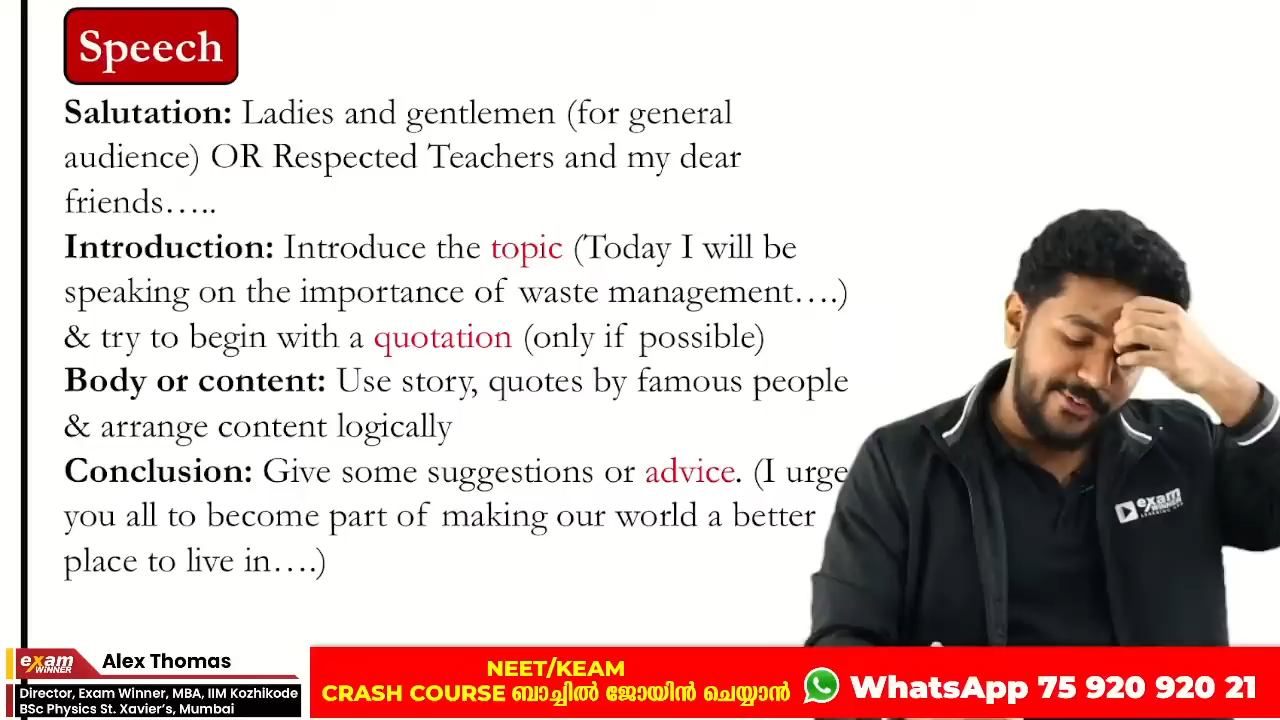 Speech
Salutation: Ladies and gentlemen (for general
audience) OR Respected Teachers and my dear
friends…..
Introduction: Introduce the topic (Today I will be
speaking on the importance of waste management….)
& try to begin with a quotation (only if possible)
Body or content: Use story, quotes by famous people
& arrange content logically
Conclusion: Give some suggestions or advice. (I urge
you all to become part of making our world a better
place to live in….)
exam
WINNER
LEARNING APP
exam
WINNER
Alex Thomas
Director, Exam Winner, MBA, IIM Kozhikode
BSc Physics St. Xavier's, Mumbai
NEET/KEAM
CRASH COURSE ബാച്ചിൽ ജോയിൻ ചെയ്യാൻ
WhatsApp 75 920 920 21